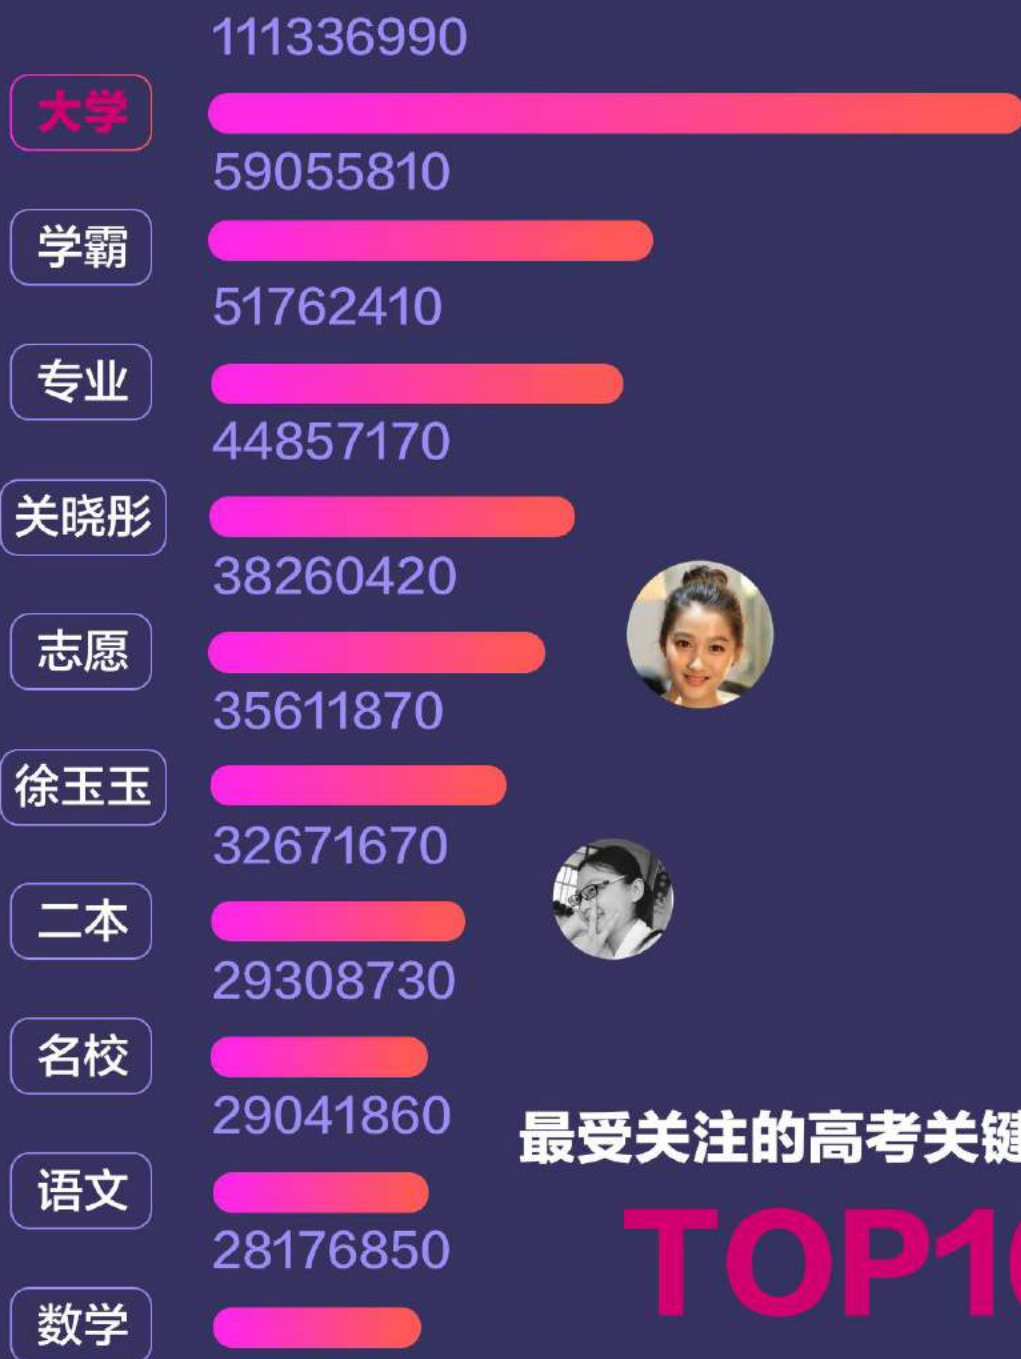 111336990
大学
59055810
学霸
51762410
专业
44857170
关晓彤
38260420
志愿
35611870
徐玉玉
32671670
二本
29308730
名校
29041860
语文
28176850
数学
最受关注的高考关键
TOP10